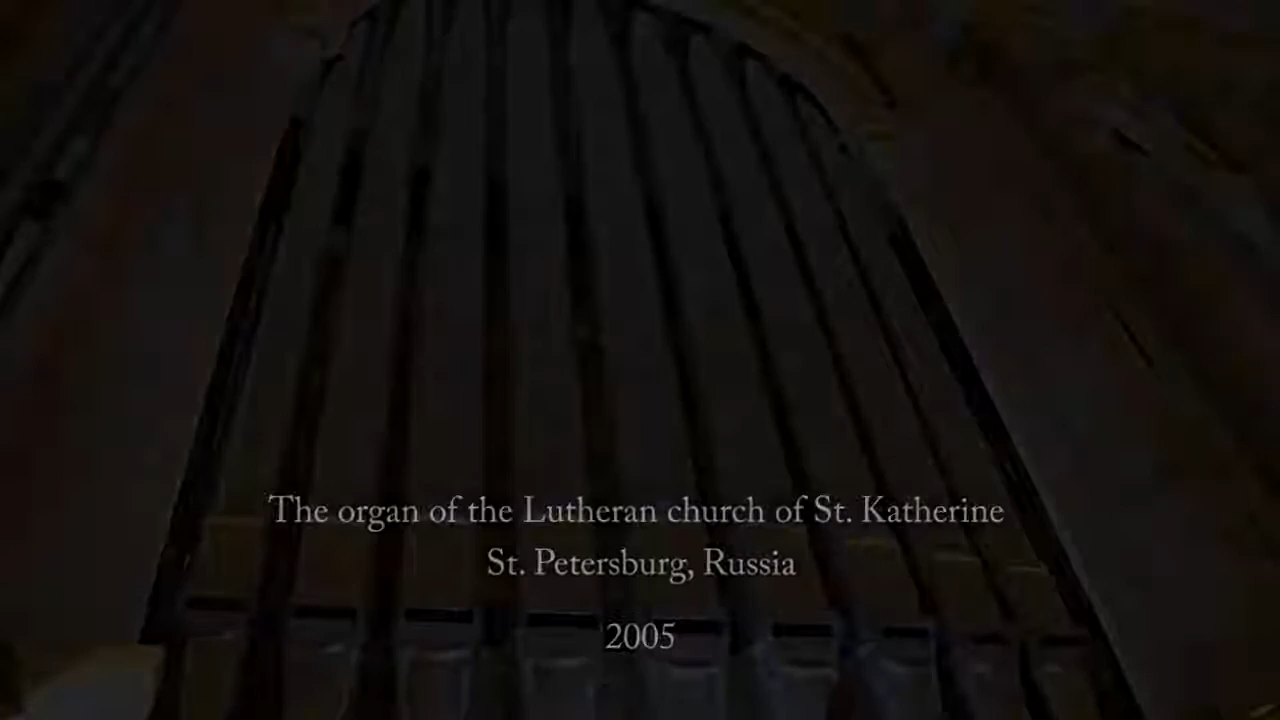 The organ of the Lutheran church of St. Katherine
St. Petersburg, Russia
2005